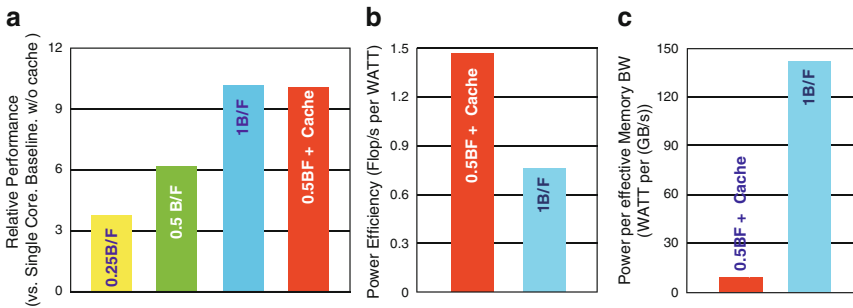 a
Relative Performance
(vs. Single Core. Baseline. w/o cache)
12
9
6
3
0
0.25B/F
0.5 B/F
1B/F
0.5BF + Cache
b
Power Efficiency (Flop/s per WATT)
1.5
1.2
0.9
0.6
0.3
0
0.5BF + Cache
1B/F
c
Power per effective Memory BW
(WATT per (GB/s))
150
120
90
60
30
0
0.5BF + Cache
1B/F